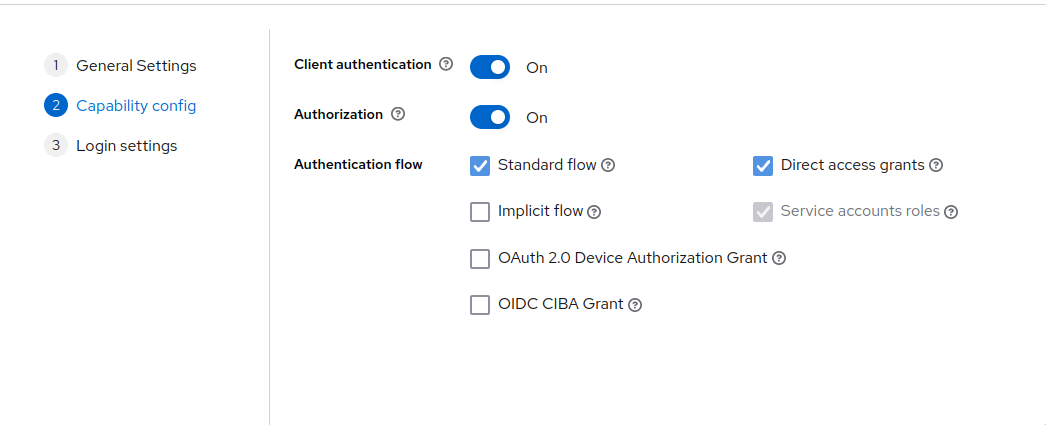 1 General Settings
2 Capability config
3 Login settings
Client authentication ? On
Authorization ? On
Authentication flow
Standard flow ? Direct access grants ?
Implicit flow ? Service accounts roles ?
OAuth 2.0 Device Authorization Grant ?
OIDC CIBA Grant ?